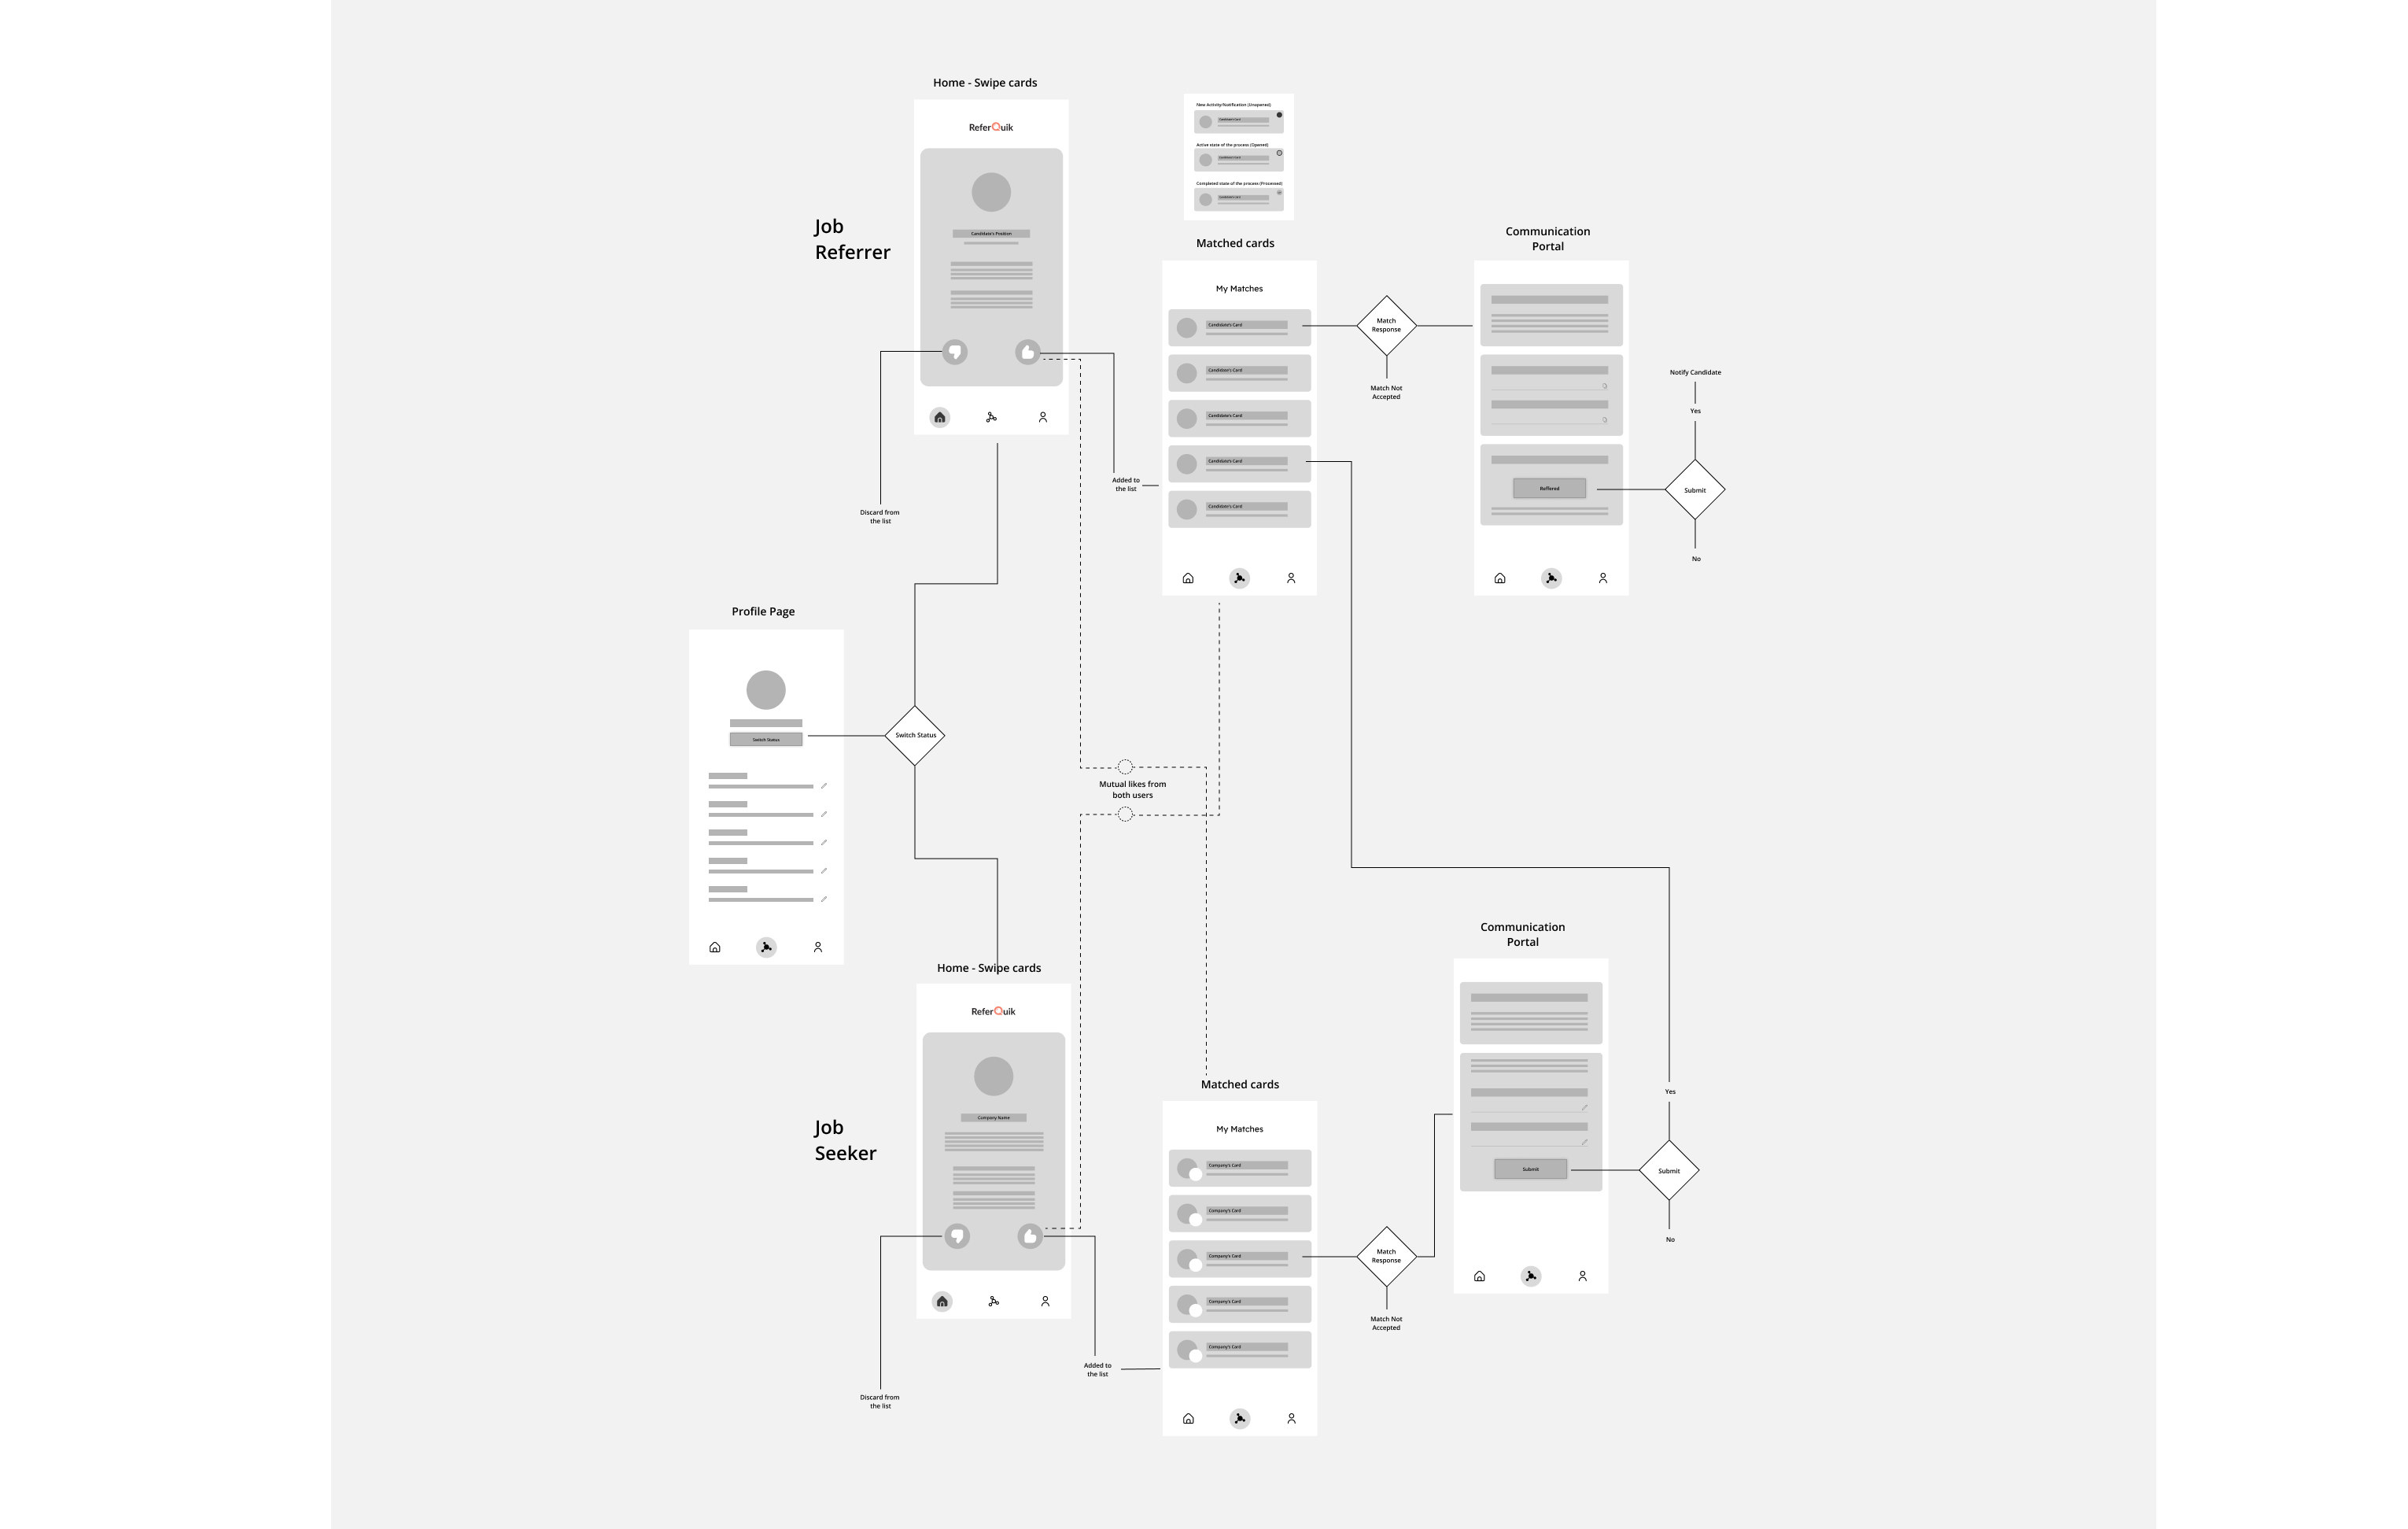 Home - Swipe cards
ReferQuik
Candidate's Position
Job
Referrer
Discard from
the list
Added to
the list
New Activity/Notification (Unopened)
Candidate's Card
Active state of the process (Opened)
Candidate's Card
Completed state of the process (Processed)
Candidate's Card
Matched cards
My Matches
Candidate's Card
Candidate's Card
Candidate's Card
Candidate's Card
Candidate's Card
Match
Response
Match Not
Accepted
Communication
Portal
Reffered
Notify Candidate
Yes
Submit
No
Profile Page
Switch Status
Switch Status
Mutual likes from
both users
Home - Swipe cards
ReferQuik
Company Name
Job
Seeker
Discard from
the list
Added to
the list
Matched cards
My Matches
Company's Card
Company's Card
Company's Card
Company's Card
Company's Card
Match
Response
Match Not
Accepted
Communication
Portal
Submit
Yes
Submit
No